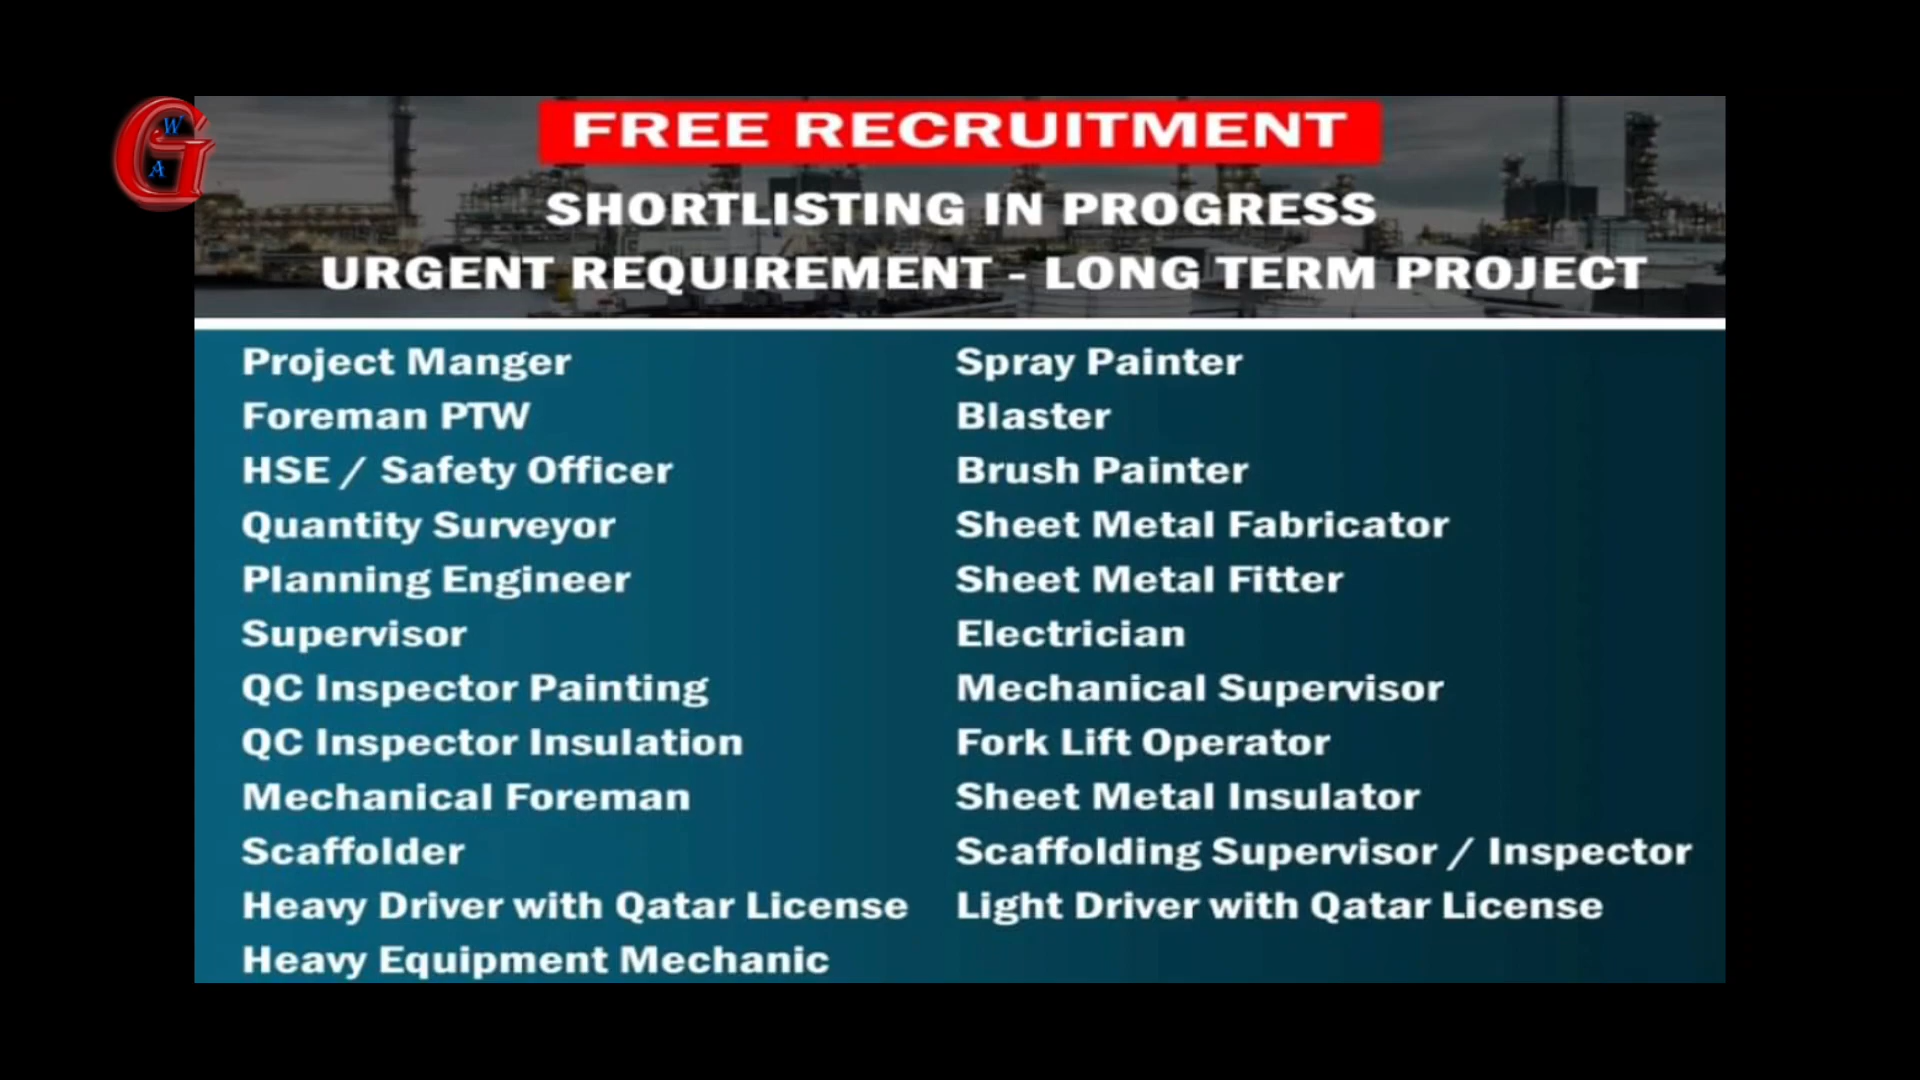 G
W
A
FREE RECRUITMENT
SHORTLISTING IN PROGRESS
URGENT REQUIREMENT - LONG TERM PROJECT
Project Manger
Foreman PTW
HSE / Safety Officer
Quantity Surveyor
Planning Engineer
Supervisor
QC Inspector Painting
QC Inspector Insulation
Mechanical Foreman
Scaffolder
Heavy Driver with Qatar License
Heavy Equipment Mechanic
Spray Painter
Blaster
Brush Painter
Sheet Metal Fabricator
Sheet Metal Fitter
Electrician
Mechanical Supervisor
Fork Lift Operator
Sheet Metal Insulator
Scaffolding Supervisor / Inspector
Light Driver with Qatar License